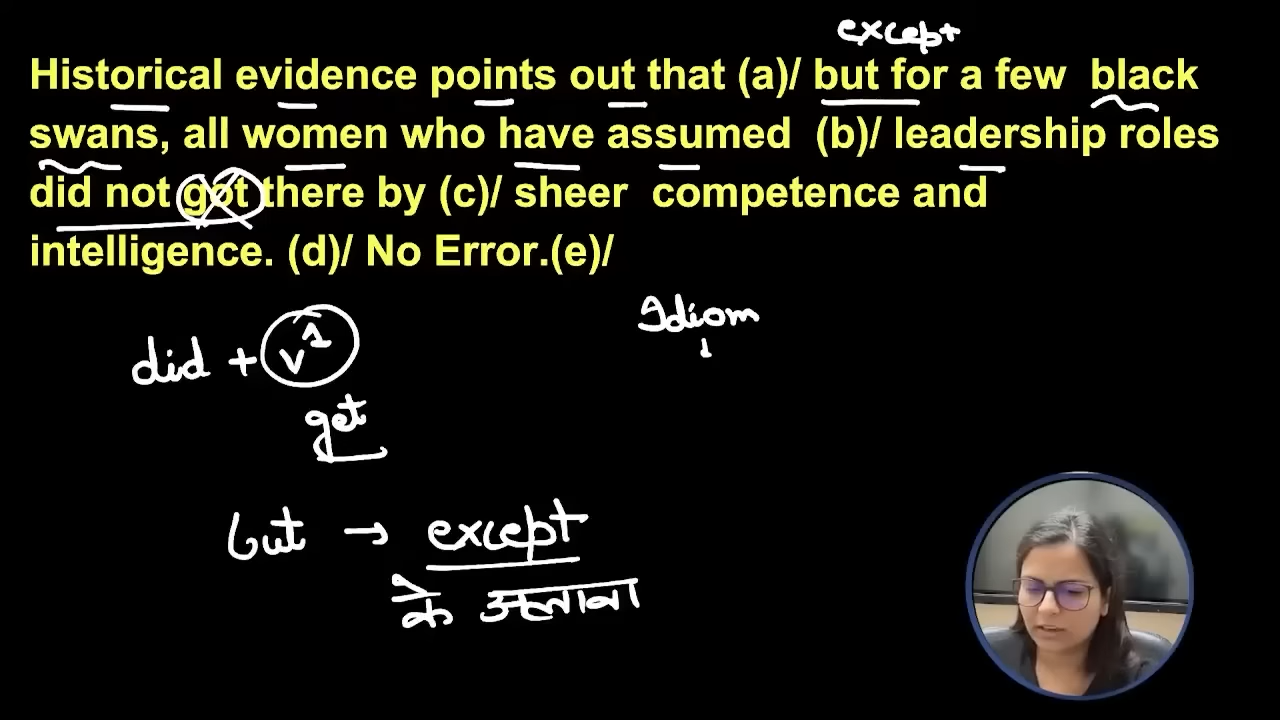 except
Historical evidence points out that (a)/ but for a few black
swans, all women who have assumed (b)/ leadership roles
did not got there by (c)/ sheer competence and
intelligence. (d)/ No Error.(e)/
Idiom
did + v1
get
but → except
के अलावा